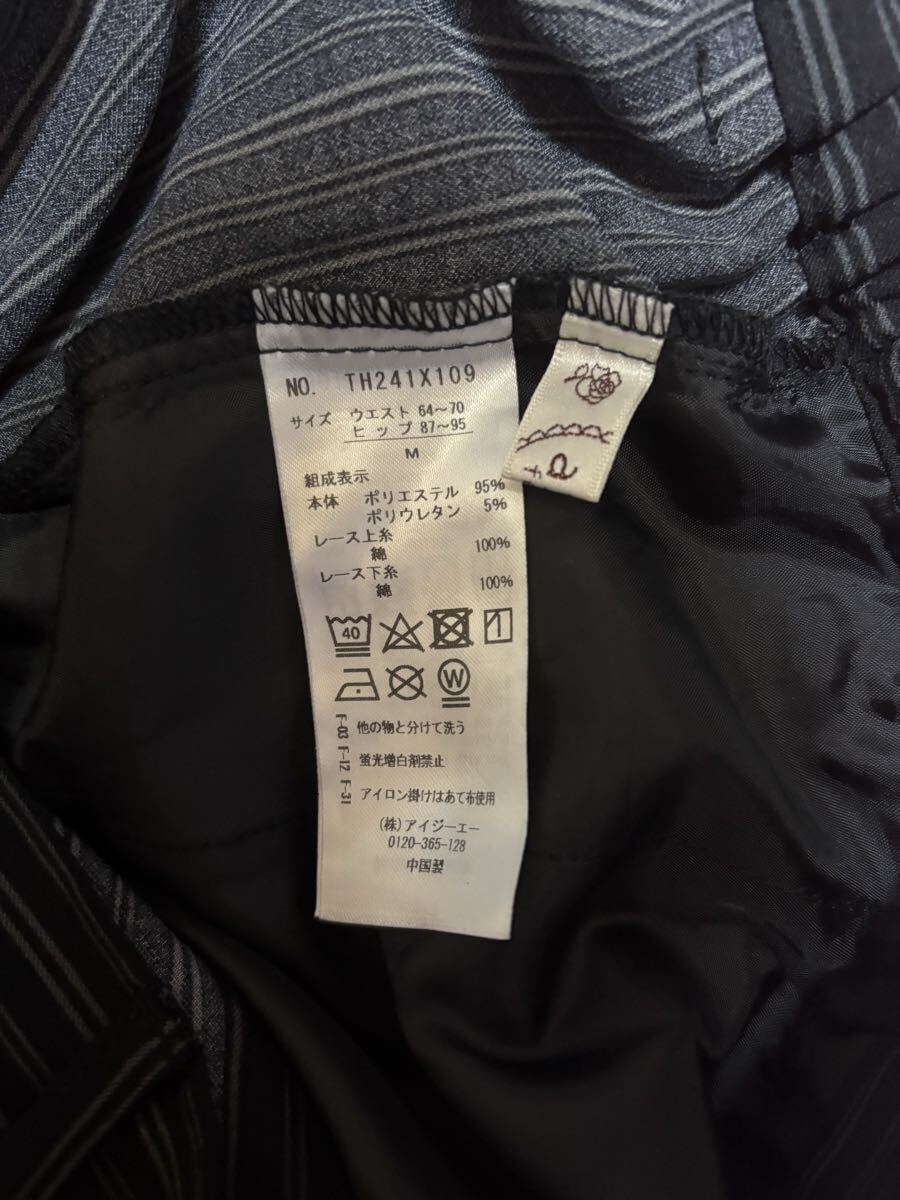 NO. TH241X109
サイズ ウエスト 64～70
ヒップ 87～95
M
組成表示
本体 ポリエステル 95%
ポリウレタン 5%
レース上糸
綿 100%
レース下糸
綿 100%
40
W
F-03 他の物と分けて洗う
F-12 蛍光増白剤禁止
F-31 アイロン掛けはあて布使用
(株)アイジーエー
0120-365-128
中国製